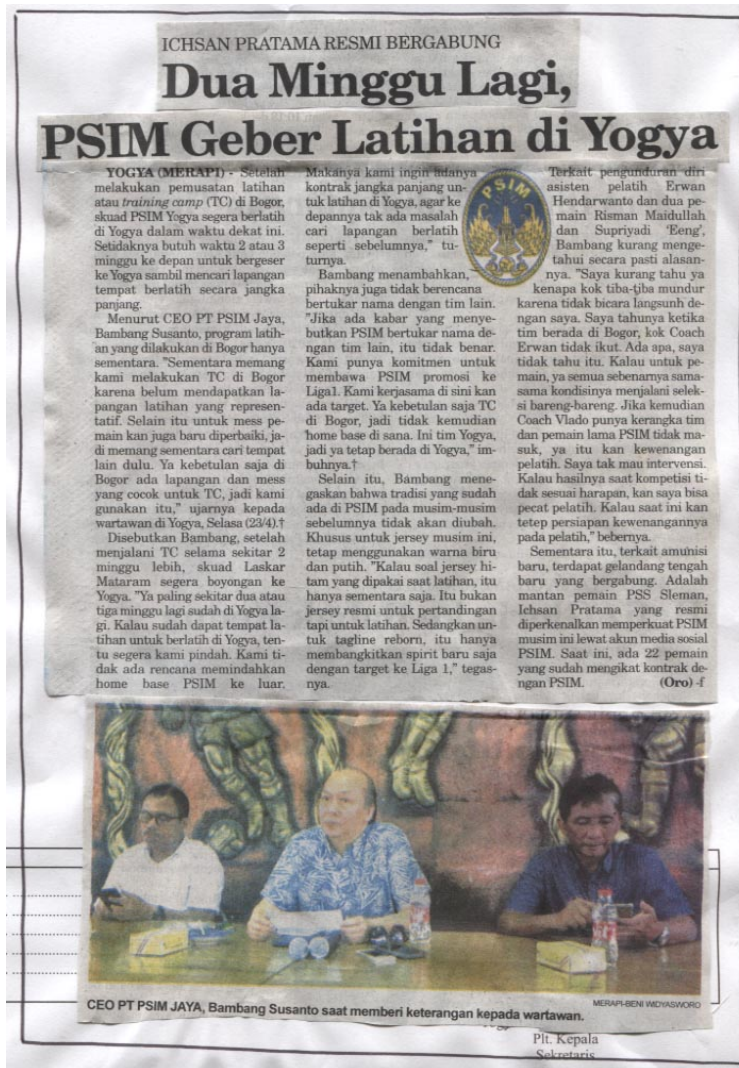 ICHSAN PRATAMA RESMI BERGABUNG
Dua Minggu Lagi,
PSIM Geber Latihan di Yogya
YOGYA (MERAPI) - Setelah
melakukan pemusatan latihan
atau training camp (TC) di Bogor,
skuad PSIM Yogya segera berlatih
di Yogya dalam waktu dekat ini.
Setidaknya butuh waktu 2 atau 3
minggu ke depan untuk bergeser
ke Yogya sambil mencari lapangan
tempat berlatih secara jangka
panjang.
Menurut CEO PT PSIM Jaya,
Bambang Susanto, program latih-
an yang dilakukan di Bogor hanya
sementara. "Sementara memang
kami melakukan TC di Bogor
karena belum mendapatkan la-
pangan latihan yang represen-
tatif. Selain itu untuk mess pe-
main kan juga baru diperbaiki, ja-
di memang sementara cari tempat
lain dulu. Ya kebetulan saja di
Bogor ada lapangan dan mess
yang cocok untuk TC, jadi kami
gunakan itu," ujarnya kepada
wartawan di Yogya, Selasa (23/4).†
Disebutkan Bambang, setelah
menjalani TC selama sekitar 2
minggu lebih, skuad Laskar
Mataram segera boyongan ke
Yogya. "Ya paling sekitar dua atau
tiga minggu lagi sudah di Yogya la-
gi. Kalau sudah dapat tempat la-
tihan untuk berlatih di Yogya, ten-
tu segera kami pindah. Kami ti-
dak ada rencana memindahkan
home base PSIM ke luar.
Makanya kami ingin adanya
kontrak jangka panjang un-
tuk latihan di Yogya, agar ke
depannya tak ada masalah
cari lapangan berlatih
seperti sebelumnya," tu-
turnya.
Bambang menambahkan,
pihaknya juga tidak berencana
bertukar nama dengan tim lain.
"Jika ada kabar yang menye-
butkan PSIM bertukar nama de-
ngan tim lain, itu tidak benar.
Kami punya komitmen untuk
membawa PSIM promosi ke
Liga1. Kami kerjasama di sini kan
ada target. Ya kebetulan saja TC
di Bogor, jadi tidak kemudian
home base di sana. Ini tim Yogya,
jadi ya tetap berada di Yogya," im-
buhnya.†
Selain itu, Bambang mene-
gaskan bahwa tradisi yang sudah
ada di PSIM pada musim-musim
sebelumnya tidak akan diubah.
Khusus untuk jersey musim ini,
tetap menggunakan warna biru
dan putih. "Kalau soal jersey hi-
tam yang dipakai saat latihan, itu
hanya sementara saja. Itu bukan
jersey resmi untuk pertandingan
tapi untuk latihan. Sedangkan un-
tuk tagline reborn, itu hanya
membangkitkan spirit baru saja
dengan target ke Liga 1," tegas-
nya.
PSIM
Terkait pengunduran diri
asisten pelatih Erwan
Hendarwanto dan dua pe-
main Risman Maidullah
dan Supriyadi 'Eeng',
Bambang kurang menge-
tahui secara pasti alasan-
nya. "Saya kurang tahu ya
kenapa kok tiba-tiba mundur
karena tidak bicara langsunh de-
ngan saya. Saya tahunya ketika
tim berada di Bogor, kok Coach
Erwan tidak ikut. Ada apa, saya
tidak tahu itu. Kalau untuk pe-
main, ya semua sebenarnya sama-
sama kondisinya menjalani selek-
si bareng-bareng. Jika kemudian
Coach Vlado punya kerangka tim
dan pemain lama PSIM tidak ma-
suk, ya itu kan kewenangan
pelatih. Saya tak mau intervensi.
Kalau hasilnya saat kompetisi ti-
dak sesuai harapan, kan saya bisa
pecat pelatih. Kalau saat ini kan
tetep persiapan kewenangannya
pada pelatih," bebernya.
Sementara itu, terkait amunisi
baru, terdapat gelandang tengah
baru yang bergabung. Adalah
mantan pemain PSS Sleman,
Ichsan Pratama yang resmi
diperkenalkan memperkuat PSIM
musim ini lewat akun media sosial
PSIM. Saat ini, ada 22 pemain
yang sudah mengikat kontrak de-
ngan PSIM. (Oro) -f
MERAPI-BENI WIDYASWORO
CEO PT PSIM JAYA, Bambang Susanto saat memberi keterangan kepada wartawan.
Plt. Kepala
Sekretaris